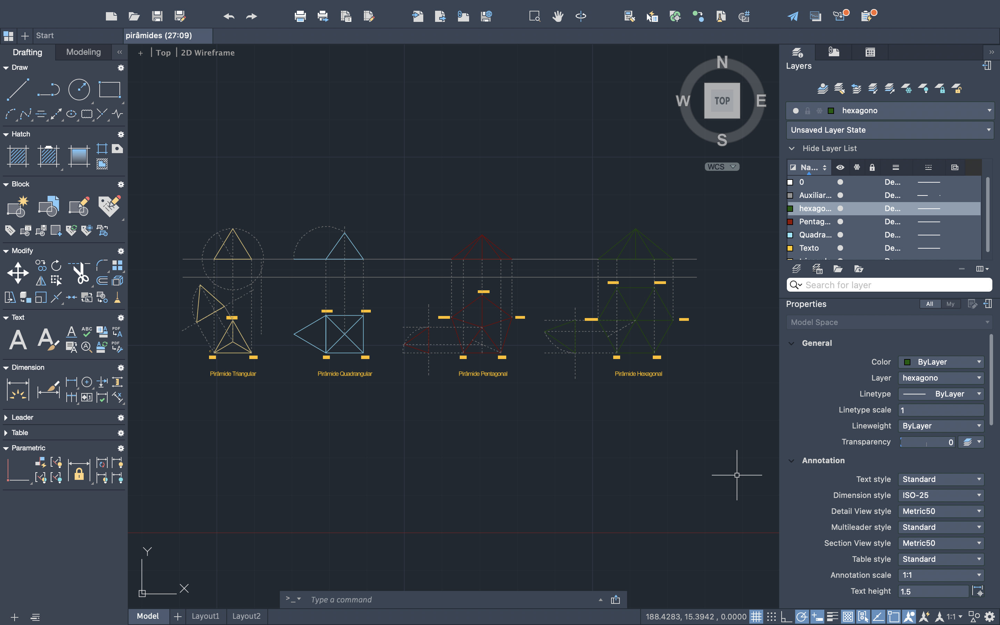 Start
pirâmides (27:09)
Drafting
Modeling
+ | Top | 2D Wireframe
Draw
Hatch
Block
Modify
Text
Dimension
Leader
Table
Parametric
N
W
TOP
E
S
WCS
Pirâmide Triangular
Pirâmide Quadrangular
Pirâmide Pentagonal
Pirâmide Hexagonal
Y
X
>_ Type a command
Model
Layout1
Layout2
188.4283, 15.3942 , 0.0000
1:1
Layers
hexagono
Unsaved Layer State
Hide Layer List
Na...
0 De...
Auxiliar... De...
hexago... De...
Pentag... De...
Quadra... De...
Texto De...
Search for layer
Properties
All
My
Model Space
General
Color ByLayer
Layer hexagono
Linetype ByLayer
Linetype scale 1
Lineweight ByLayer
Transparency 0
Annotation
Text style Standard
Dimension style ISO-25
Detail View style Metric50
Multileader style Standard
Section View style Metric50
Table style Standard
Annotation scale 1:1
Text height 1.5